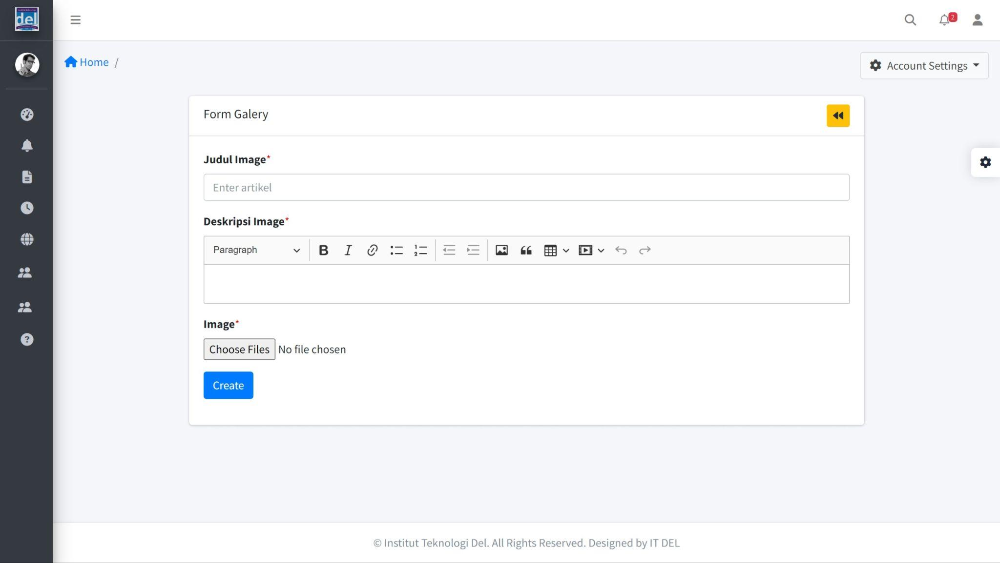 del
2
Home /
Account Settings
Form Galery
Judul Image*
Enter artikel
Deskripsi Image*
Paragraph
Image*
Choose Files No file chosen
Create
© Institut Teknologi Del. All Rights Reserved. Designed by IT DEL